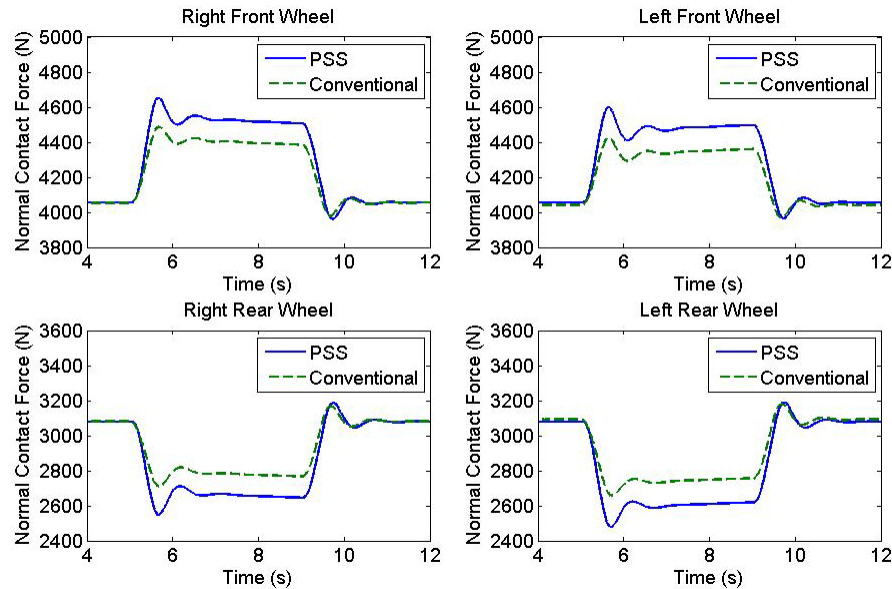 Right Front Wheel
Normal Contact Force (N)
5000
4800
4600
4400
4200
4000
3800
PSS
Conventional
4 6 8 10 12
Time (s)
Left Front Wheel
Normal Contact Force (N)
5000
4800
4600
4400
4200
4000
3800
PSS
Conventional
4 6 8 10 12
Time (s)
Right Rear Wheel
Normal Contact Force (N)
3600
3400
3200
3000
2800
2600
2400
PSS
Conventional
4 6 8 10 12
Time (s)
Left Rear Wheel
Normal Contact Force (N)
3600
3400
3200
3000
2800
2600
2400
PSS
Conventional
4 6 8 10 12
Time (s)